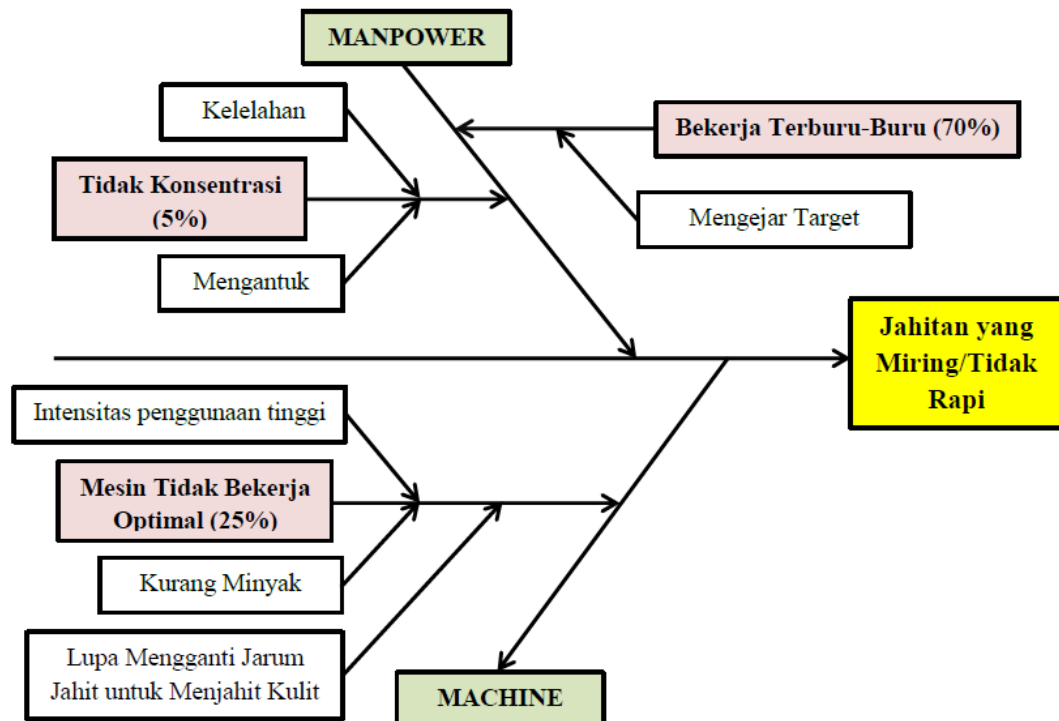 MANPOWER
Kelelahan
Bekerja Terburu-Buru (70%)
Tidak Konsentrasi
(5%)
Mengejar Target
Mengantuk
Jahitan yang
Miring/Tidak
Rapi
Intensitas penggunaan tinggi
Mesin Tidak Bekerja
Optimal (25%)
Kurang Minyak
Lupa Mengganti Jarum
Jahit untuk Menjahit Kulit
MACHINE